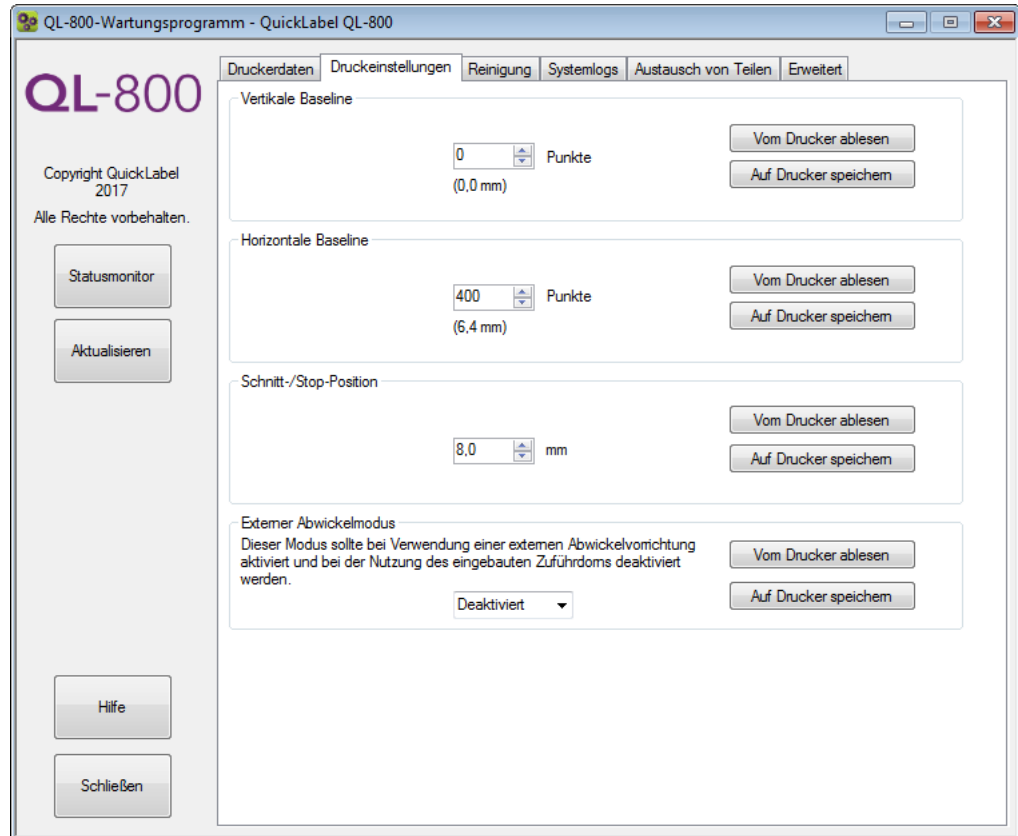 QL-800-Wartungsprogramm - QuickLabel QL-800
QL-800
Copyright QuickLabel
2017
Alle Rechte vorbehalten.
Statusmonitor
Aktualisieren
Hilfe
Schließen
Druckerdaten Druckeinstellungen Reinigung Systemlogs Austausch von Teilen Erweitert
Vertikale Baseline
0 Punkte
(0,0 mm)
Vom Drucker ablesen
Auf Drucker speichern
Horizontale Baseline
400 Punkte
(6,4 mm)
Vom Drucker ablesen
Auf Drucker speichern
Schnitt-/Stop-Position
8,0 mm
Vom Drucker ablesen
Auf Drucker speichern
Externer Abwickelmodus
Dieser Modus sollte bei Verwendung einer externen Abwickelvorrichtung
aktiviert und bei der Nutzung des eingebauten Zuführdorns deaktiviert
werden.
Deaktiviert
Vom Drucker ablesen
Auf Drucker speichern